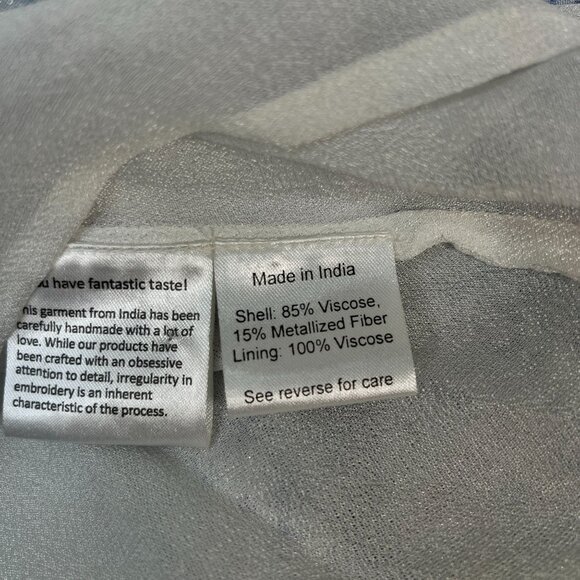 have fantastic taste!
garment from India has been
carefully handmade with a lot of
love. While our products have
been crafted with an obsessive
attention to detail, irregularity in
embroidery is an inherent
characteristic of the process.
Made in India
Shell: 85% Viscose,
15% Metallized Fiber
Lining: 100% Viscose
See reverse for care